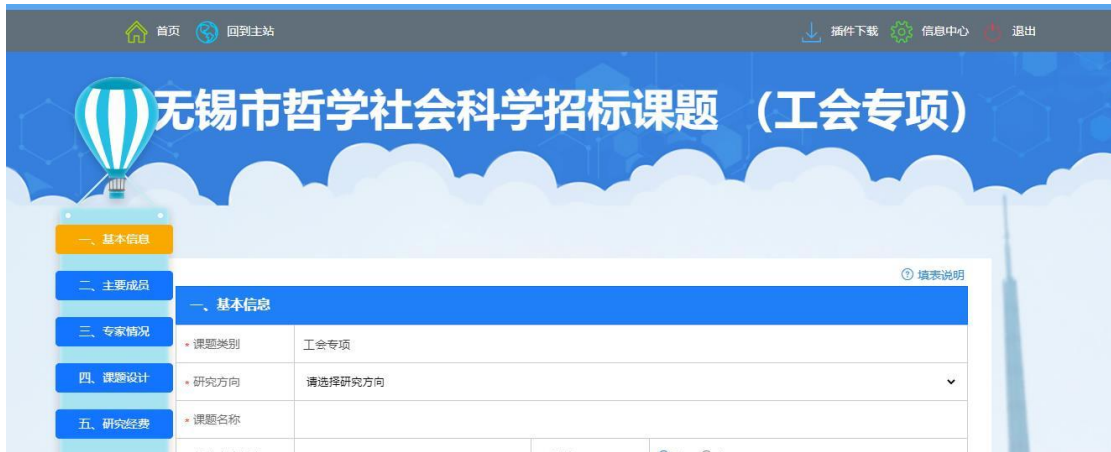 首页 回到主站 插件下载 信息中心 退出
无锡市哲学社会科学招标课题 （工会专项）
一、基本信息
二、主要成员
三、专家情况
四、课题设计
五、研究经费
填表说明
一、基本信息
* 课题类别 工会专项
* 研究方向 请选择研究方向
* 课题名称